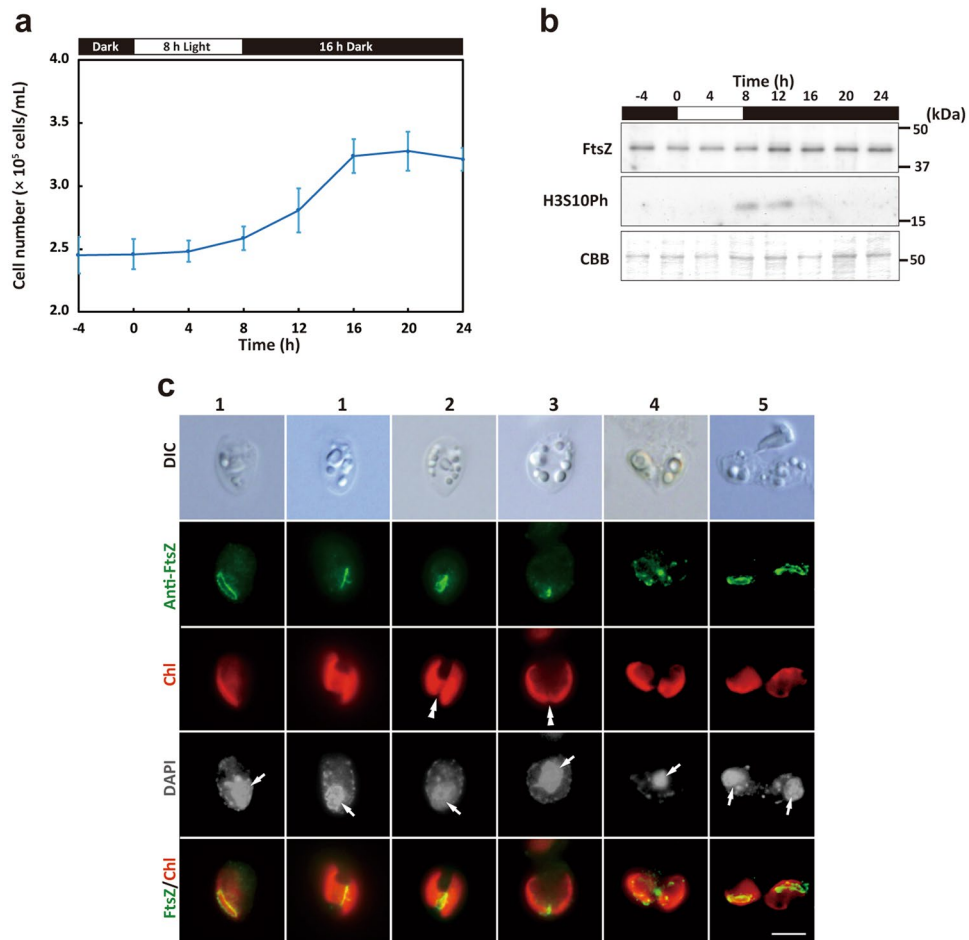 a
Dark 8 h Light 16 h Dark
4.0
3.5
3.0
2.5
2.0
Cell number (× 10⁵ cells/mL)
-4 0 4 8 12 16 20 24
Time (h)
b
Time (h)
-4 0 4 8 12 16 20 24
(kDa)
FtsZ
50
37
H3S10Ph
15
CBB
50
c
1 1 2 3 4 5
DIC
Anti-FtsZ
Chl
DAPI
FtsZ/Chl